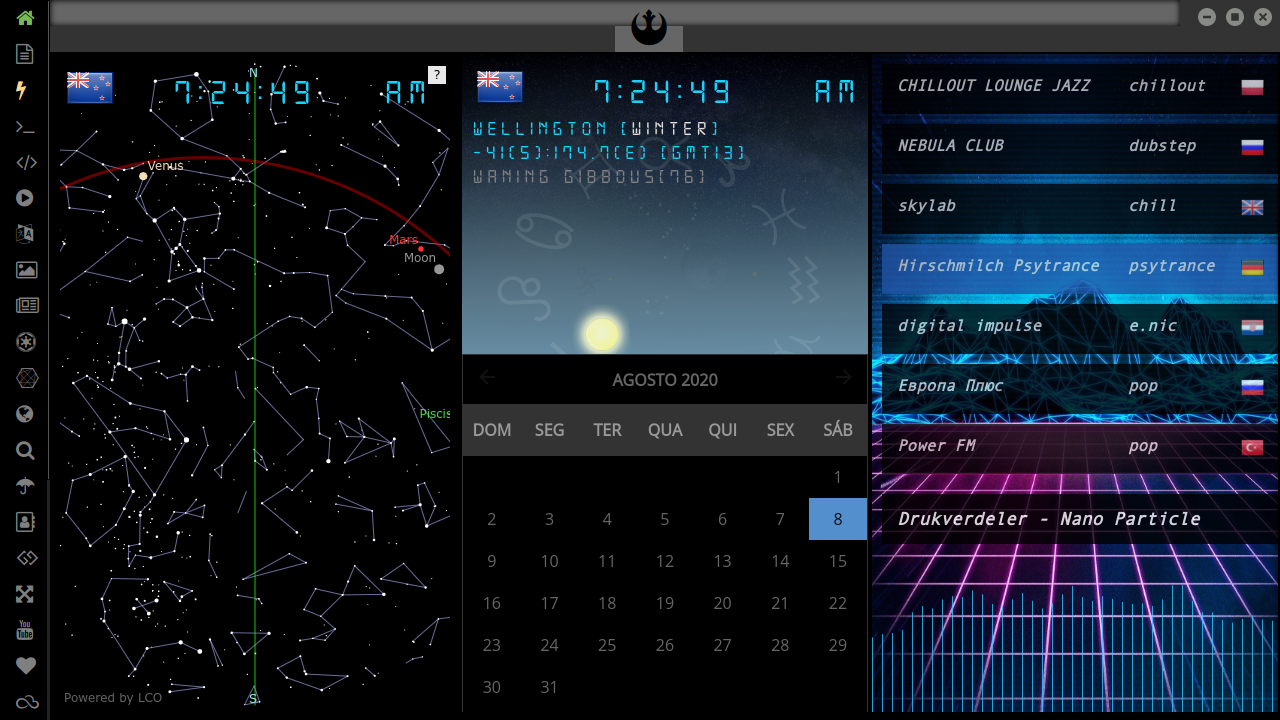 N
7:24:49 AM
?
Venus
Mars
Moon
Piscis
S
Powered by LCO
7:24:49 AM
WELLINGTON [WINTER]
-41(S):174.7(E) [GMT13]
WANING GIBBOUS[76]
AGOSTO 2020
DOM SEG TER QUA QUI SEX SÁB
1
2 3 4 5 6 7 8
9 10 11 12 13 14 15
16 17 18 19 20 21 22
23 24 25 26 27 28 29
30 31
CHILLOUT LOUNGE JAZZ chillout
NEBULA CLUB dubstep
skylab chill
Hirschmilch Psytrance psytrance
digital impulse e.nic
Европа Плюс pop
Power FM pop
Drukverdeler - Nano Particle
You
Tube